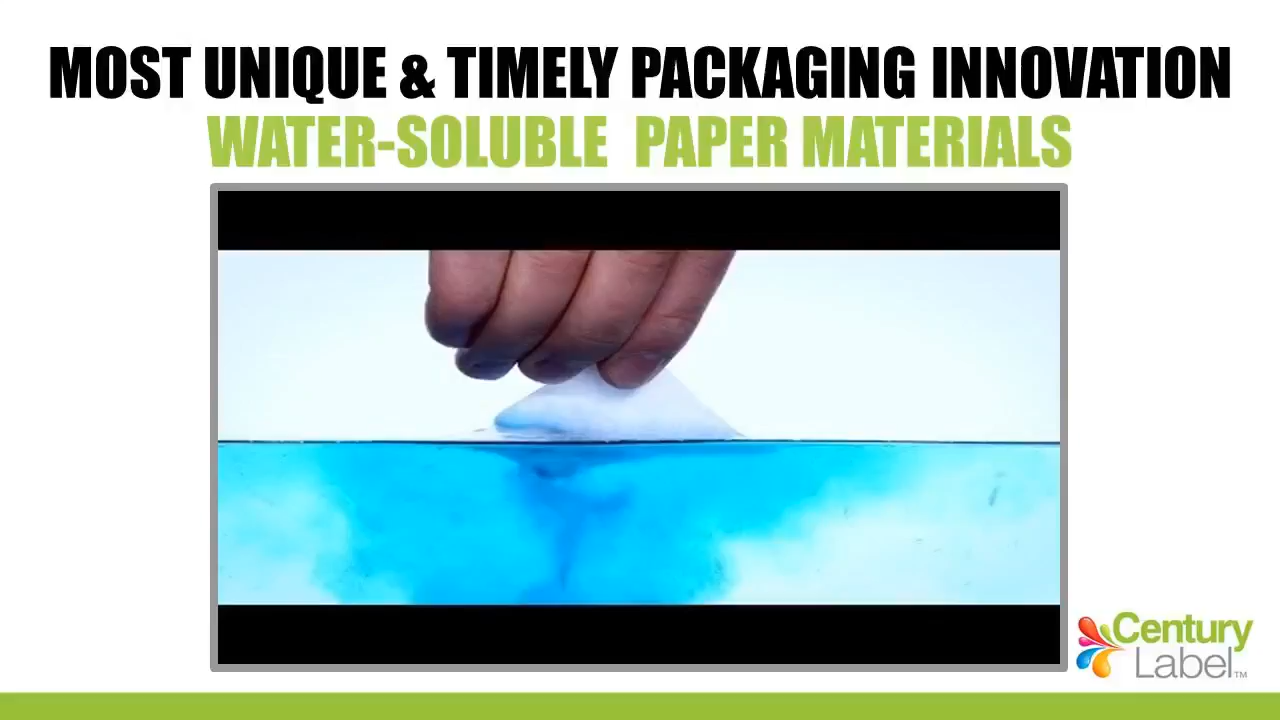 MOST UNIQUE & TIMELY PACKAGING INNOVATION
WATER-SOLUBLE PAPER MATERIALS
Century
Label™